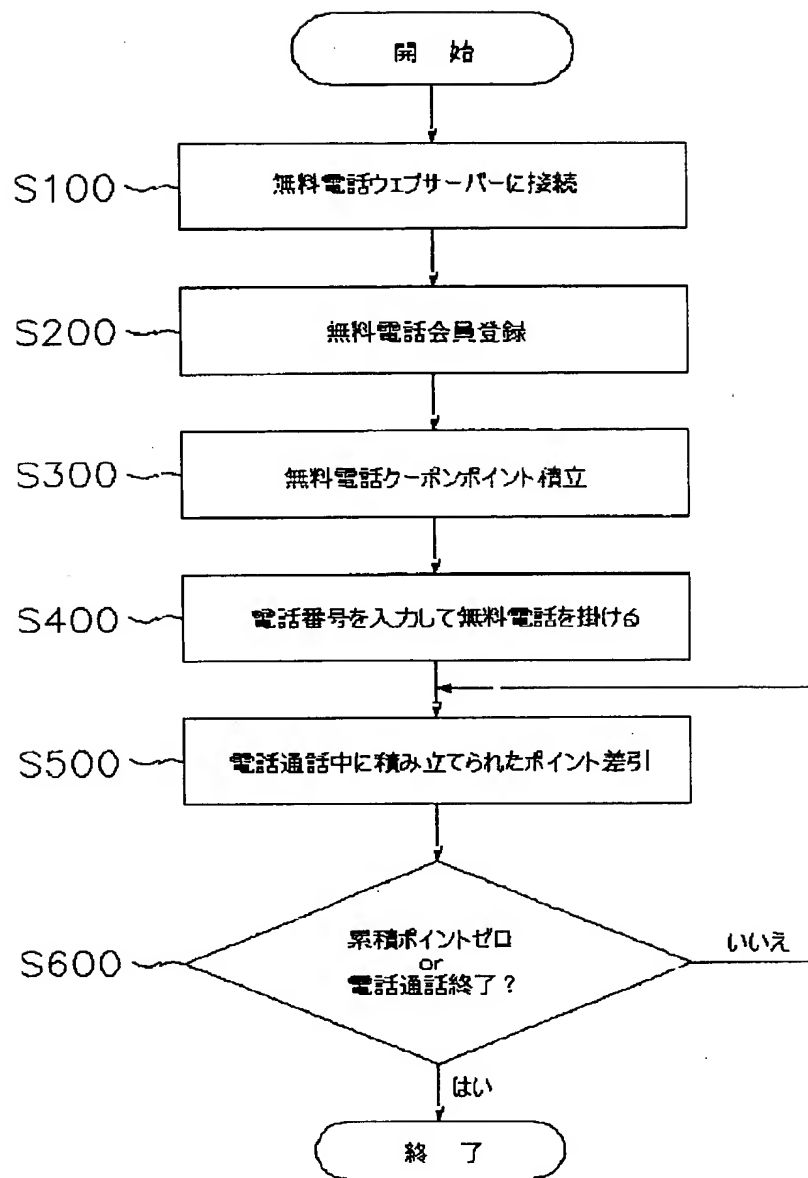 開 始
S100
無料電話ウェブサーバーに接続
S200
無料電話会員登録
S300
無料電話クーポンポイント積立
S400
電話番号を入力して無料電話を掛ける
S500
電話通話中に積み立てられたポイント差引
S600
累積ポイントゼロ
or
電話通話終了?
いいえ
はい
終 了